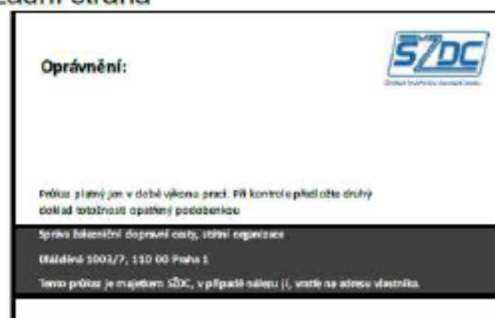 Zadní strana
Oprávnění:
SŽDC
Průkaz platný jen v době výkonu prací. Při kontrole předložte druhý
doklad totožnosti opatřený podobenkou
Správa železniční dopravní cesty, státní organizace
Dlážděná 1003/7, 110 00 Praha 1
Tento průkaz je majetkem SŽDC, v případě nálezu jí, vraťte na adresu vlastníka.